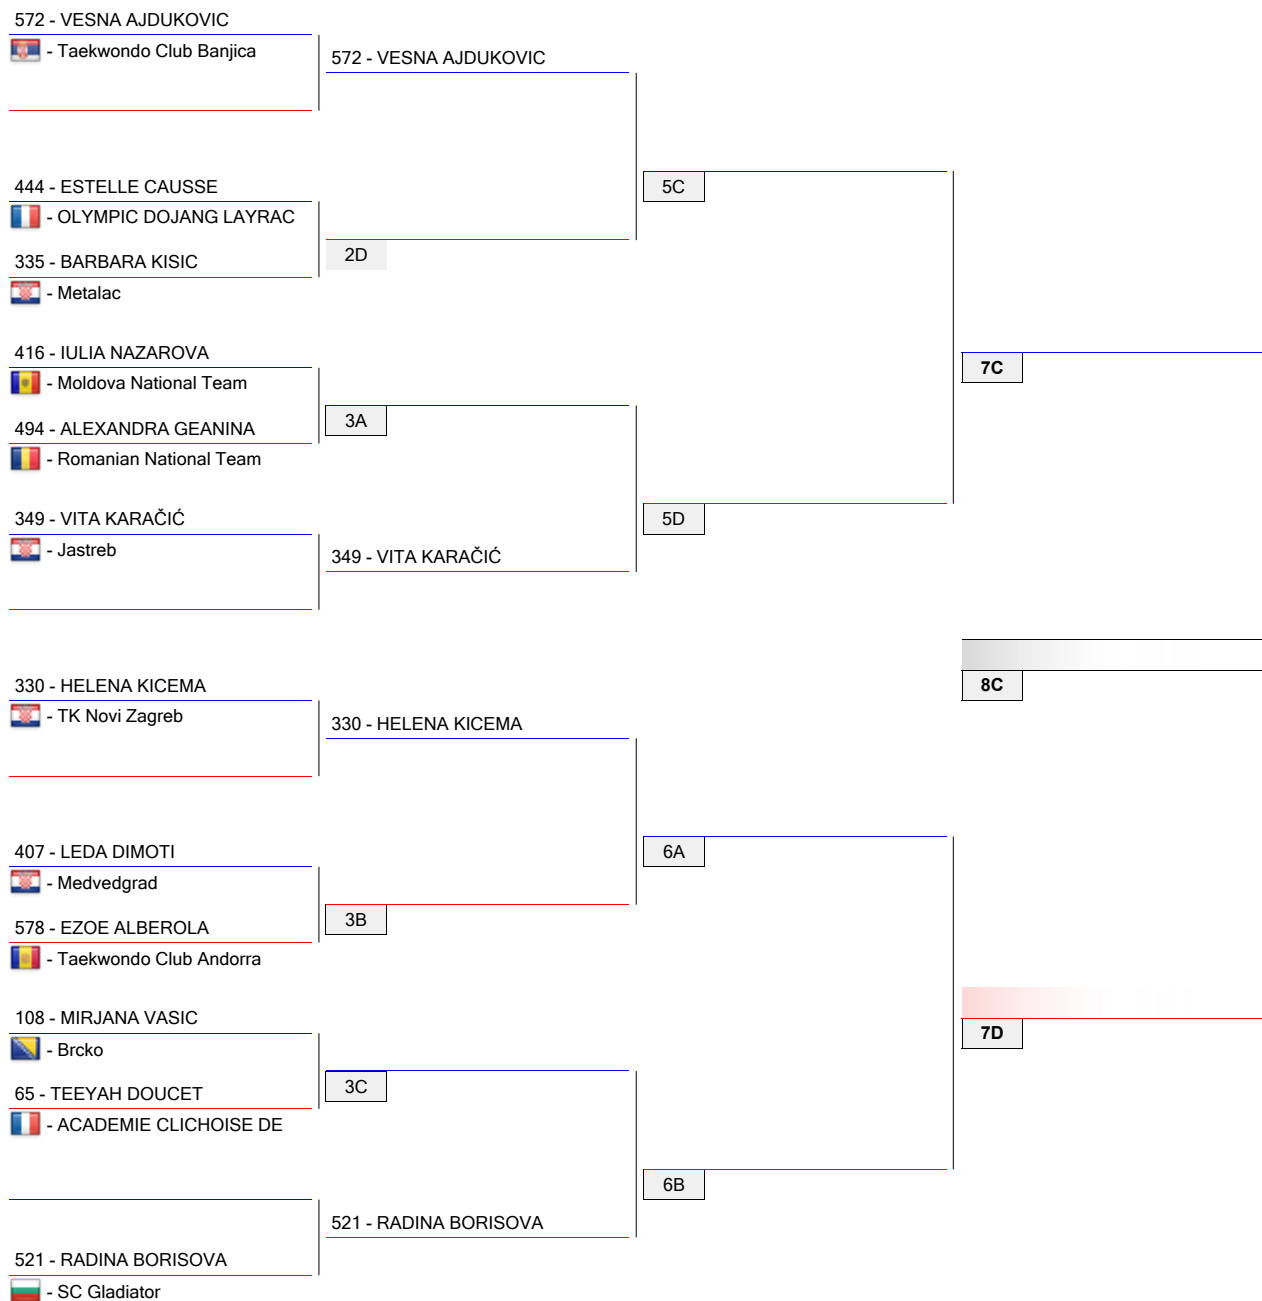 572 - VESNA AJDUKOVIC
- Taekwondo Club Banjica
572 - VESNA AJDUKOVIC
444 - ESTELLE CAUSSE
- OLYMPIC DOJANG LAYRAC
5C
335 - BARBARA KISIC
2D
- Metalac
416 - IULIA NAZAROVA
- Moldova National Team
7C
494 - ALEXANDRA GEANINA
3A
- Romanian National Team
349 - VITA KARAČIĆ
5D
- Jastreb
349 - VITA KARAČIĆ
330 - HELENA KICEMA
8C
- TK Novi Zagreb
330 - HELENA KICEMA
407 - LEDA DIMOTI
6A
- Medvedgrad
578 - EZOE ALBEROLA
3B
- Taekwondo Club Andorra
108 - MIRJANA VASIC
7D
- Brcko
65 - TEEYAH DOUCET
3C
- ACADEMIE CLICHOISE DE
6B
521 - RADINA BORISOVA
521 - RADINA BORISOVA
- SC Gladiator